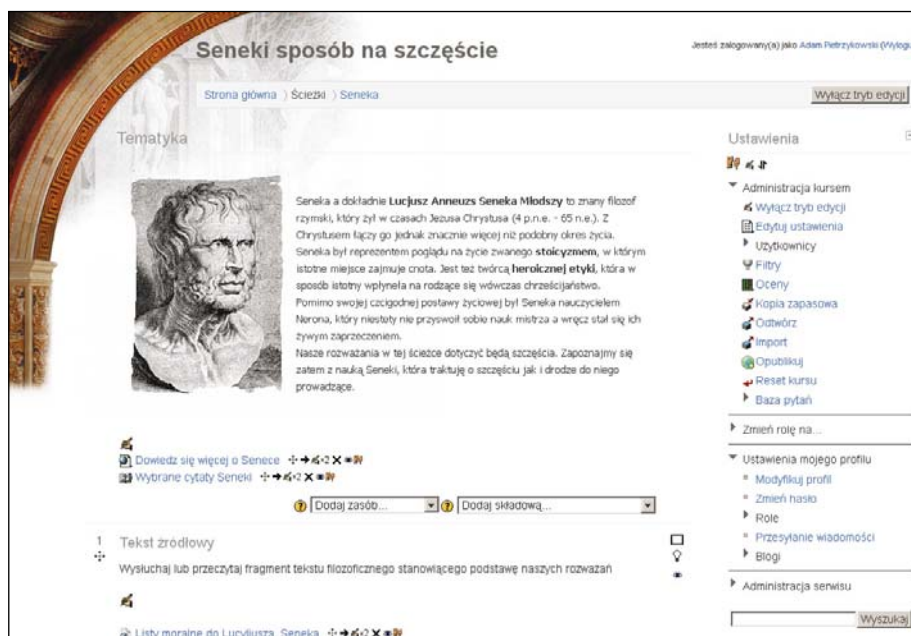 Seneki sposób na szczęście
Jesteś zalogowany(a) jako Adam Pietrzykowski (Wylogu
Strona główna ) Ścieżki ) Seneka
Wyłącz tryb edycji
Tematyka
Seneka a dokładnie Lucjusz Anneuzs Seneka Młodszy to znany filozof
rzymski, który żył w czasach Jezusa Chrystusa (4 p.n.e. - 65 n.e.). Z
Chrystusem łączy go jednak znacznie więcej niż podobny okres życia.
Seneka był reprezentem poglądu na życie zwanego stoicyzmem, w którym
istotne miejsce zajmuje cnota. Jest też twórcą heroicznej etyki, która w
sposób istotny wpłynęła na rodzące się wówczas chrześcijaństwo.
Pomimo swojej czcigodnej postawy życiowej był Seneka nauczycielem
Nerona, który niestety nie przyswoił sobie nauk mistrza a wręcz stał się ich
żywym zaprzeczeniem.
Nasze rozważania w tej ścieżce dotyczyć będą szczęścia. Zapoznajmy się
zatem z nauką Seneki, która traktuję o szczęściu jak i drodze do niego
prowadzące.
Dowiedz się więcej o Senece
Wybrane cytaty Seneki
Dodaj zasób...
Dodaj składową...
1
Tekst źródłowy
Wysłuchaj lub przeczytaj fragment tekstu filozoficznego stanowiącego podstawę naszych rozważań
Listy moralne do Lucyliusza, Seneka
Ustawienia
Administracja kursem
Wyłącz tryb edycji
Edytuj ustawienia
Użytkownicy
Filtry
Oceny
Kopia zapasowa
Odtwórz
Import
Opublikuj
Reset kursu
Baza pytań
Zmień rolę na...
Ustawienia mojego profilu
Modyfikuj profil
Zmień hasło
Role
Przesyłanie wiadomości
Blogi
Administracja serwisu
Wyszukaj